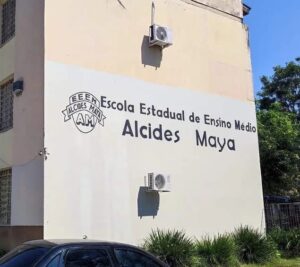 EEEM
ALCIDES MAYA
AM
Escola Estadual de Ensino Médio
Alcides Maya